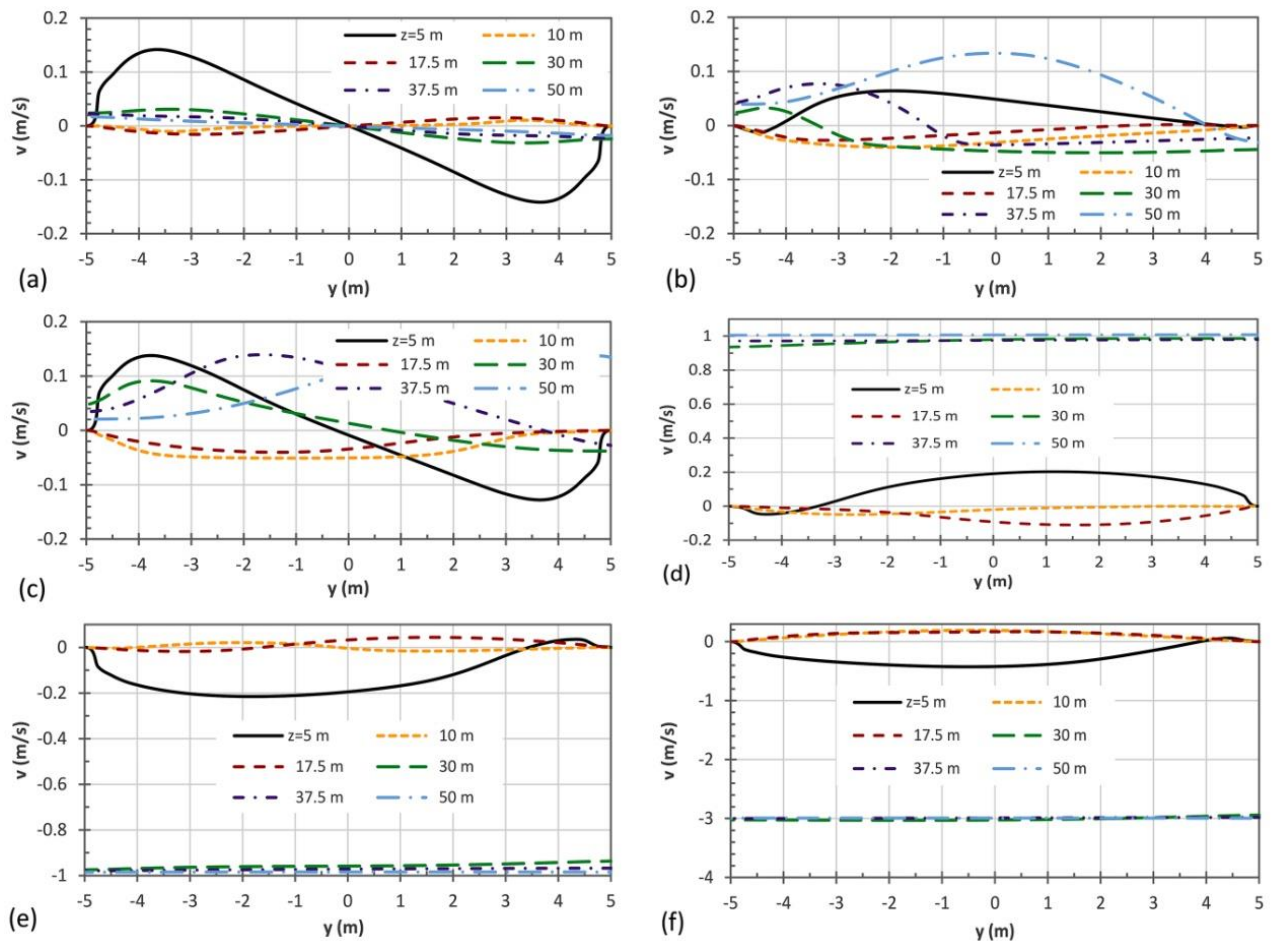 0.2
0.1
0
-0.1
-0.2
v (m/s)
z=5 m 10 m
17.5 m 30 m
37.5 m 50 m
-5 -4 -3 -2 -1 0 1 2 3 4 5
y (m)
(a)
0.2
0.1
0
-0.1
-0.2
v (m/s)
z=5 m 10 m
17.5 m 30 m
37.5 m 50 m
-5 -4 -3 -2 -1 0 1 2 3 4 5
y (m)
(b)
0.2
0.1
0
-0.1
-0.2
v (m/s)
z=5 m 10 m
17.5 m 30 m
37.5 m 50 m
-5 -4 -3 -2 -1 0 1 2 3 4 5
y (m)
(c)
1
0.8
0.6
0.4
0.2
0
-0.2
v (m/s)
z=5 m 10 m
17.5 m 30 m
37.5 m 50 m
-5 -4 -3 -2 -1 0 1 2 3 4 5
y (m)
(d)
0
-0.2
-0.4
-0.6
-0.8
-1
v (m/s)
z=5 m 10 m
17.5 m 30 m
37.5 m 50 m
-5 -4 -3 -2 -1 0 1 2 3 4 5
y (m)
(e)
0
-1
-2
-3
-4
v (m/s)
z=5 m 10 m
17.5 m 30 m
37.5 m 50 m
-5 -4 -3 -2 -1 0 1 2 3 4 5
y (m)
(f)